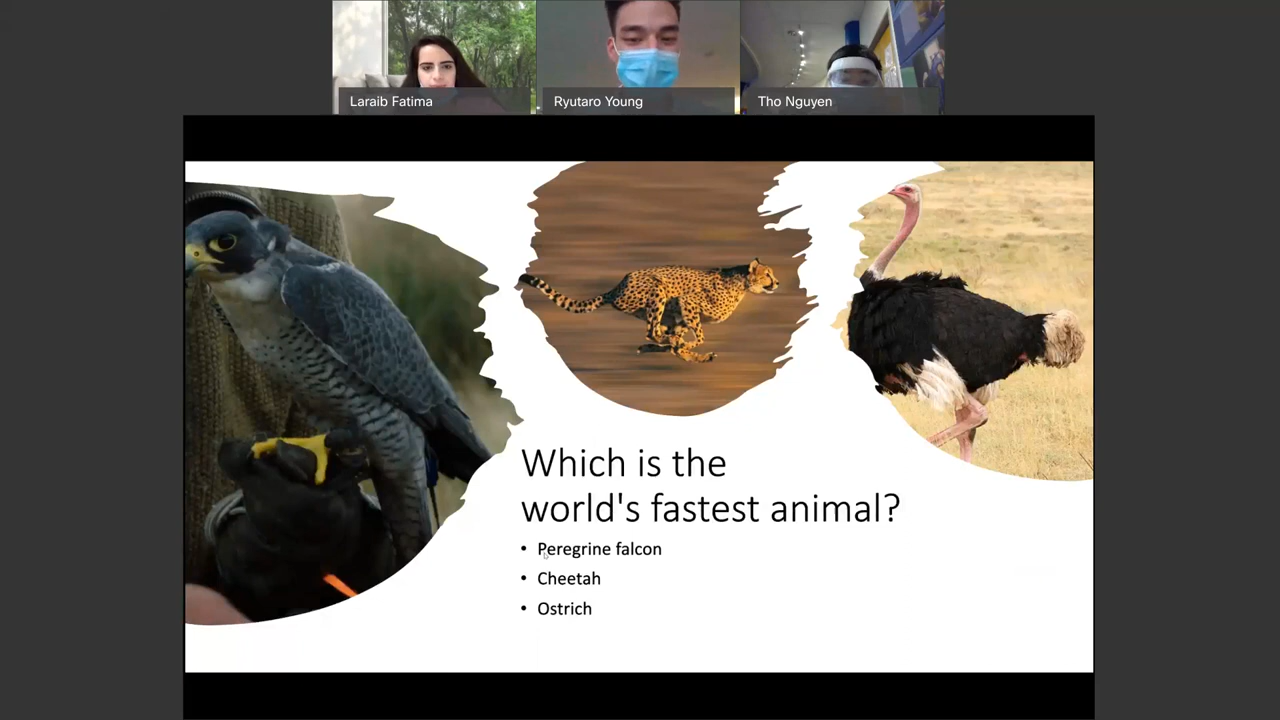 Laraib Fatima
Ryutaro Young
Tho Nguyen
Which is the
world's fastest animal?
• Peregrine falcon
• Cheetah
• Ostrich